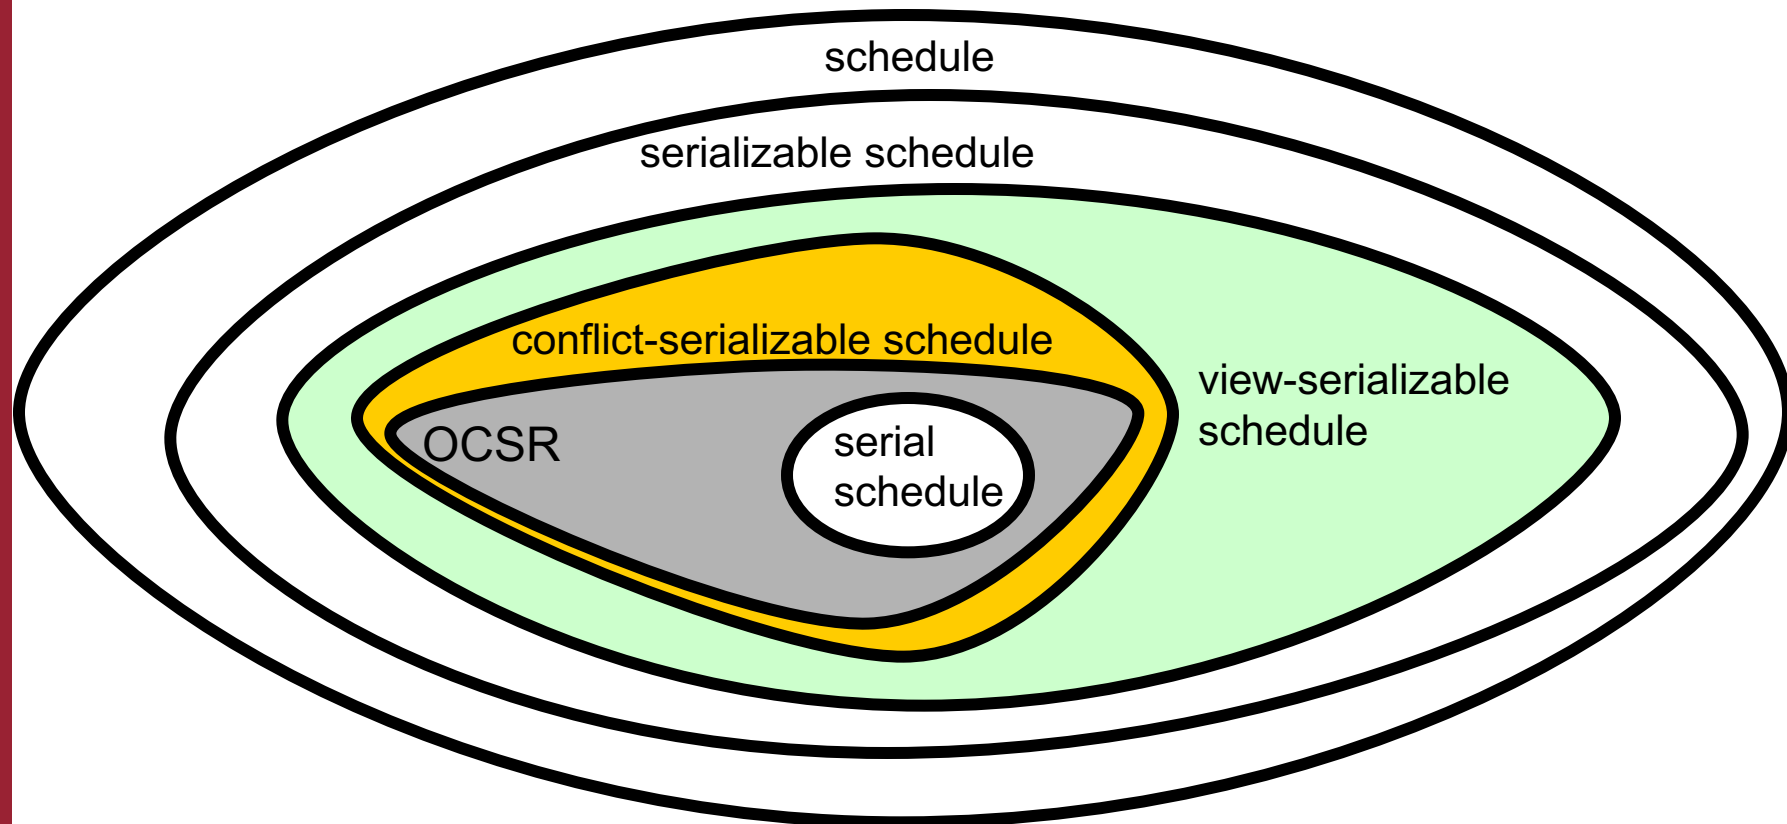 schedule
serializable schedule
conflict-serializable schedule
view-serializable
schedule
OCSR
serial
schedule